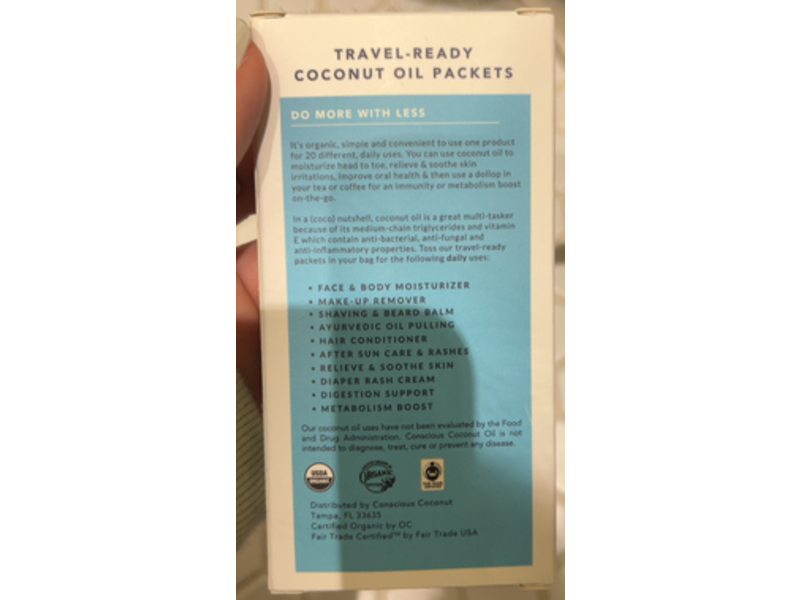 TRAVEL-READY
COCONUT OIL PACKETS
DO MORE WITH LESS
It's organic, simple and convenient to use one product
for 20 different, daily uses. You can use coconut oil to
moisturize head to toe, relieve & soothe skin
irritations, improve oral health & then use a dollop in
your tea or coffee for an immunity or metabolism boost
on-the-go.
In a (coco) nutshell, coconut oil is a great multi-tasker
because of its medium-chain triglycerides and vitamin
E which contain anti-bacterial, anti-fungal and
anti-inflammatory properties. Toss our travel-ready
packets in your bag for the following daily uses:
• FACE & BODY MOISTURIZER
• MAKE-UP REMOVER
• SHAVING & BEARD BALM
• AYURVEDIC OIL PULLING
• HAIR CONDITIONER
• AFTER SUN CARE & RASHES
• RELIEVE & SOOTHE SKIN
• DIAPER RASH CREAM
• DIGESTION SUPPORT
• METABOLISM BOOST
Our coconut oil uses have not been evaluated by the Food
and Drug Administration. Conscious Coconut Oil is not
intended to diagnose, treat, cure or prevent any disease.
USDA
ORGANIC
ORGANIC
Distributed by Conscious Coconut
Tampa, FL 33635
Certified Organic by OC
Fair Trade Certified™ by Fair Trade USA